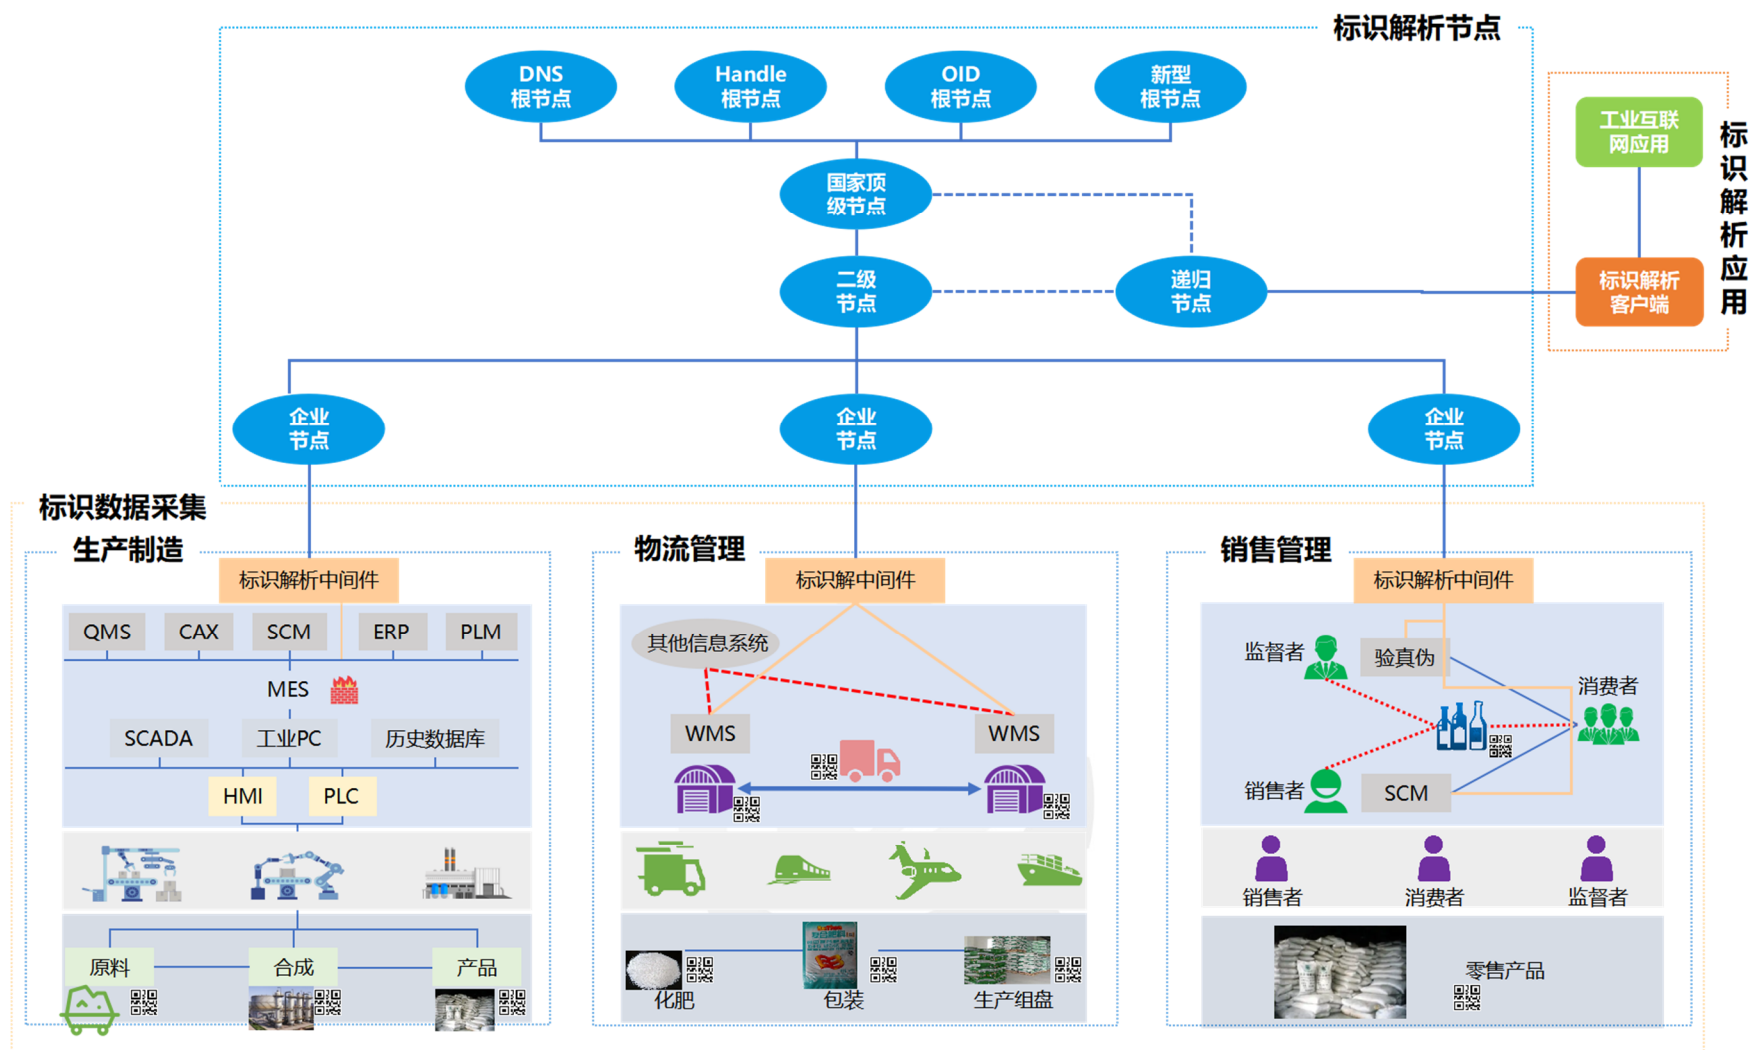 标识解析节点
DNS
根节点
Handle
根节点
OID
根节点
新型
根节点
工业互联
网应用
标识解析应用
国家顶
级节点
二级
节点
递归
节点
标识解析
客户端
企业
节点
企业
节点
企业
节点
标识数据采集
生产制造
标识解析中间件
QMS
CAX
SCM
ERP
PLM
MES
SCADA
工业PC
历史数据库
HMI
PLC
原料
合成
产品
物流管理
标识解中间件
其他信息系统
WMS
WMS
化肥
包装
生产组盘
销售管理
标识解析中间件
监督者
验真伪
消费者
销售者
SCM
销售者
消费者
监督者
零售产品